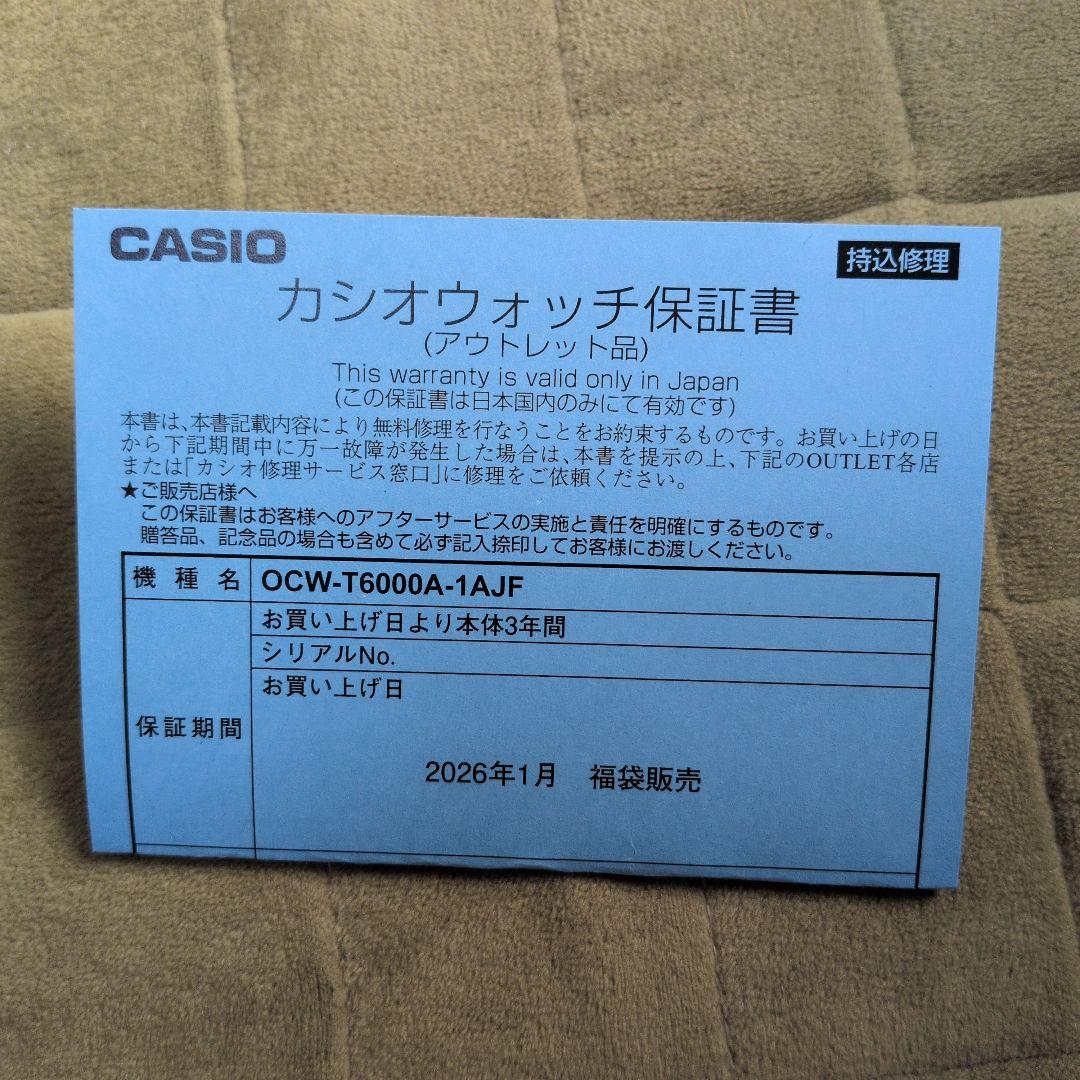 CASIO
持込修理
カシオウォッチ保証書
(アウトレット品)
This warranty is valid only in Japan
(この保証書は日本国内のみにて有効です)
本書は、本書記載内容により無料修理を行なうことをお約束するものです。お買い上げの日
から下記期間中に万一故障が発生した場合は、本書を提示の上、下記のOUTLET各店
または「カシオ修理サービス窓口」に修理をご依頼ください。
★ご販売店様へ
この保証書はお客様へのアフターサービスの実施と責任を明確にするものです。
贈答品、記念品の場合も含めて必ず記入捺印してお客様にお渡しください。
機種名 OCW-T6000A-1AJF
お買い上げ日より本体3年間
シリアルNo.
お買い上げ日
保証期間
2026年1月 福袋販売